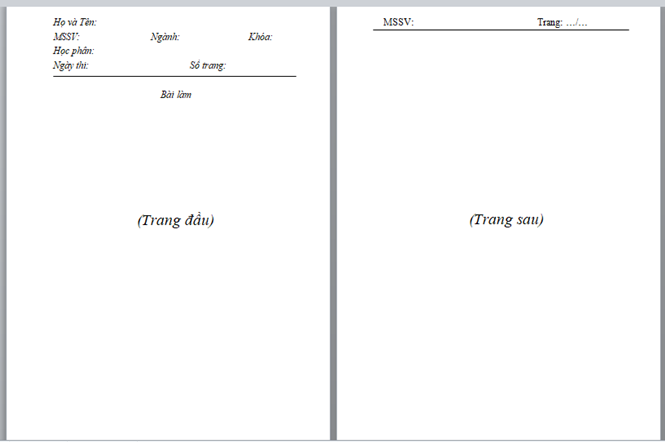 Họ và Tên:
MSSV: Ngành: Khóa:
Học phần:
Ngày thi: Số trang:
Bài làm
(Trang đầu)
MSSV: Trang: …/…
(Trang sau)